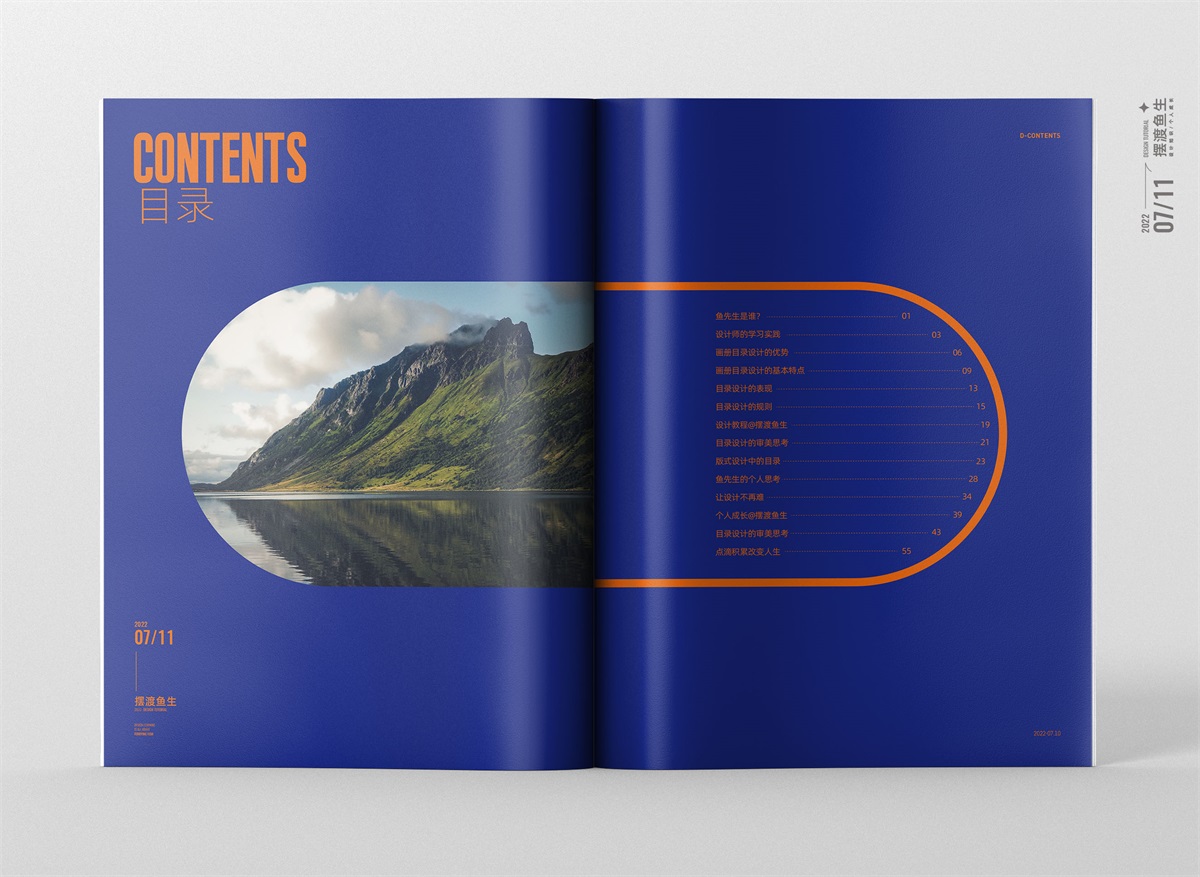 CONTENTS
目录
D-CONTENTS
鱼先生是谁? 01
设计师的学习实践 03
画册目录设计的优势 06
画册目录设计的基本特点 09
目录设计的表现 13
目录设计的规则 15
设计教程@摆渡鱼生 19
目录设计的审美思考 21
版式设计中的目录 23
鱼先生的个人思考 28
让设计不再难 34
个人成长@摆渡鱼生 39
目录设计的审美思考 43
点滴积累改变人生 55
2022
07/11
摆渡鱼生
2022-07 10
2022
07/11
DESIGN TUTORIAL
摆渡鱼生